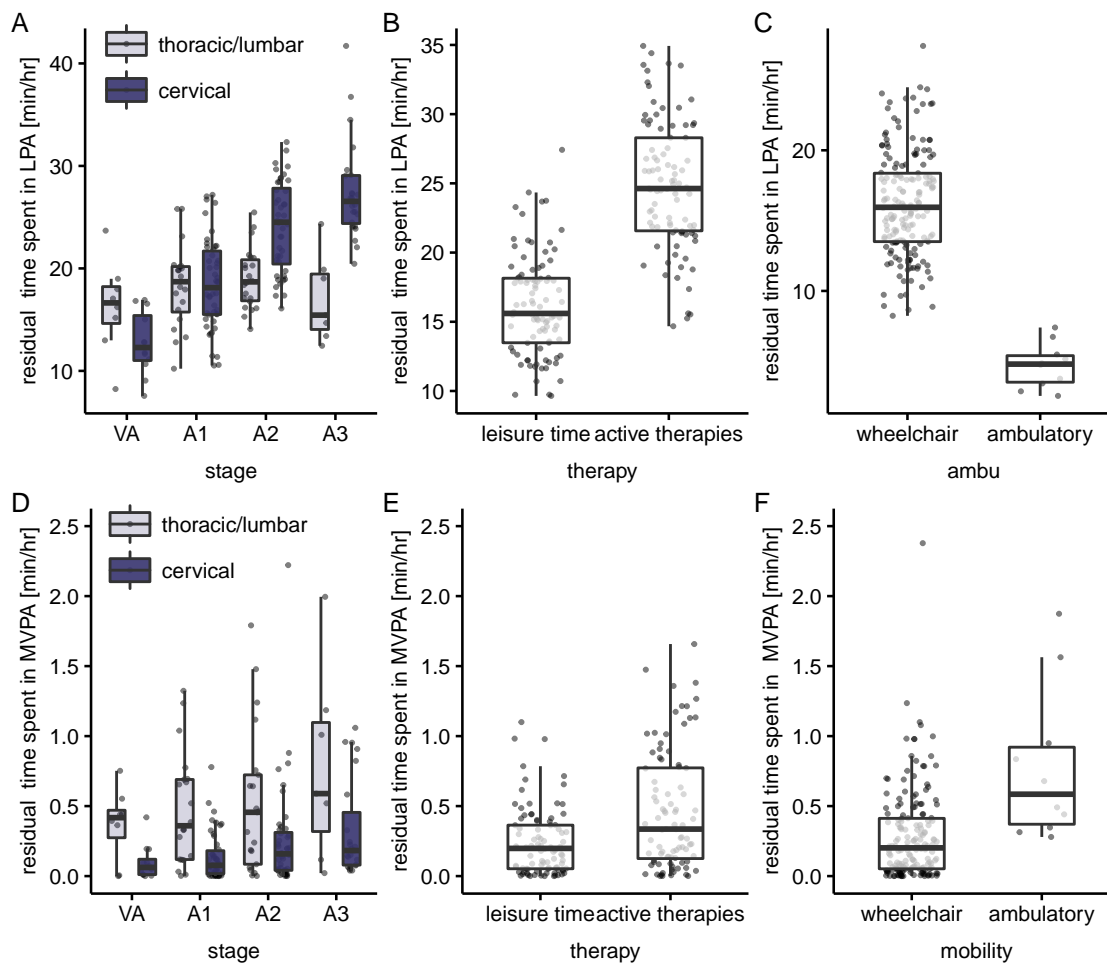 A
thoracic/lumbar
cervical
residual time spent in LPA [min/hr]
40
30
20
10
VA A1 A2 A3
stage
B
residual time spent in LPA [min/hr]
35
30
25
20
15
10
leisure time active therapies
therapy
C
residual time spent in LPA [min/hr]
20
10
wheelchair ambulatory
ambu
D
thoracic/lumbar
cervical
residual time spent in MVPA [min/hr]
2.5
2.0
1.5
1.0
0.5
0.0
VA A1 A2 A3
stage
E
residual time spent in MVPA [min/hr]
2.5
2.0
1.5
1.0
0.5
0.0
leisure time active therapies
therapy
F
residual time spent in MVPA [min/hr]
2.5
2.0
1.5
1.0
0.5
0.0
wheelchair ambulatory
mobility